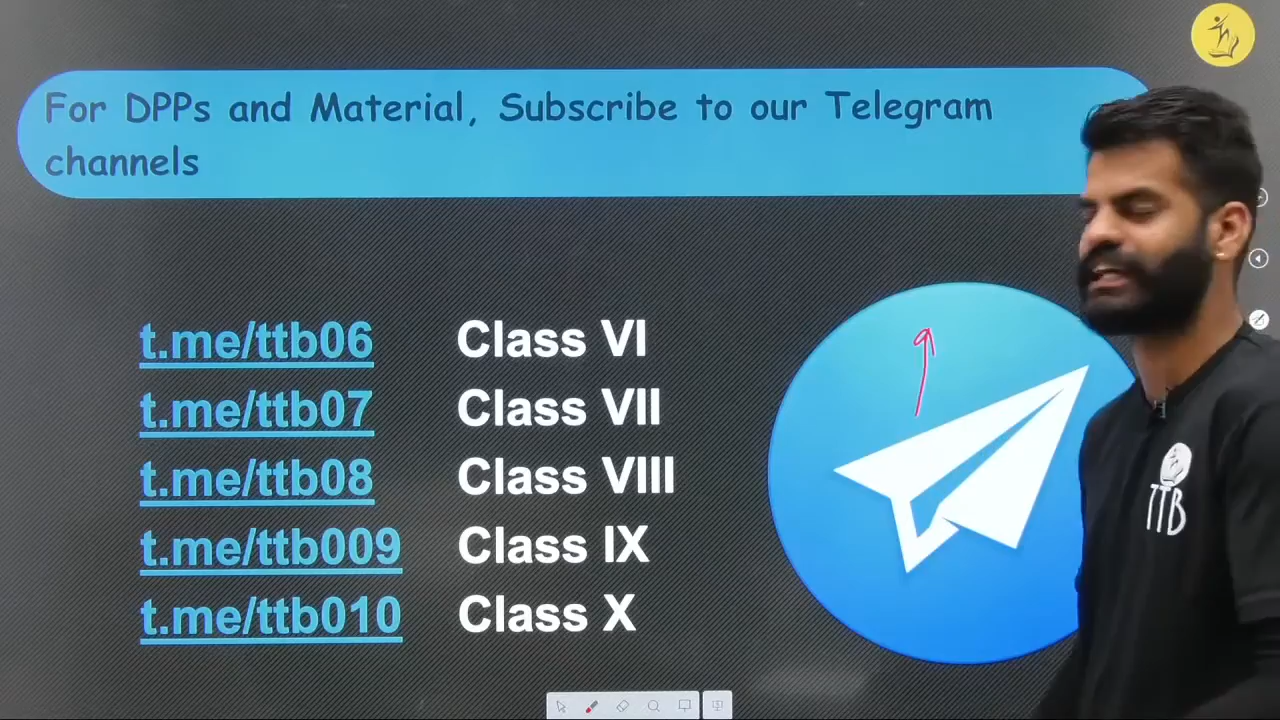 For DPPs and Material, Subscribe to our Telegram
channels
t.me/ttb06 Class VI
t.me/ttb07 Class VII
t.me/ttb08 Class VIII
t.me/ttb009 Class IX
t.me/ttb010 Class X
TTB